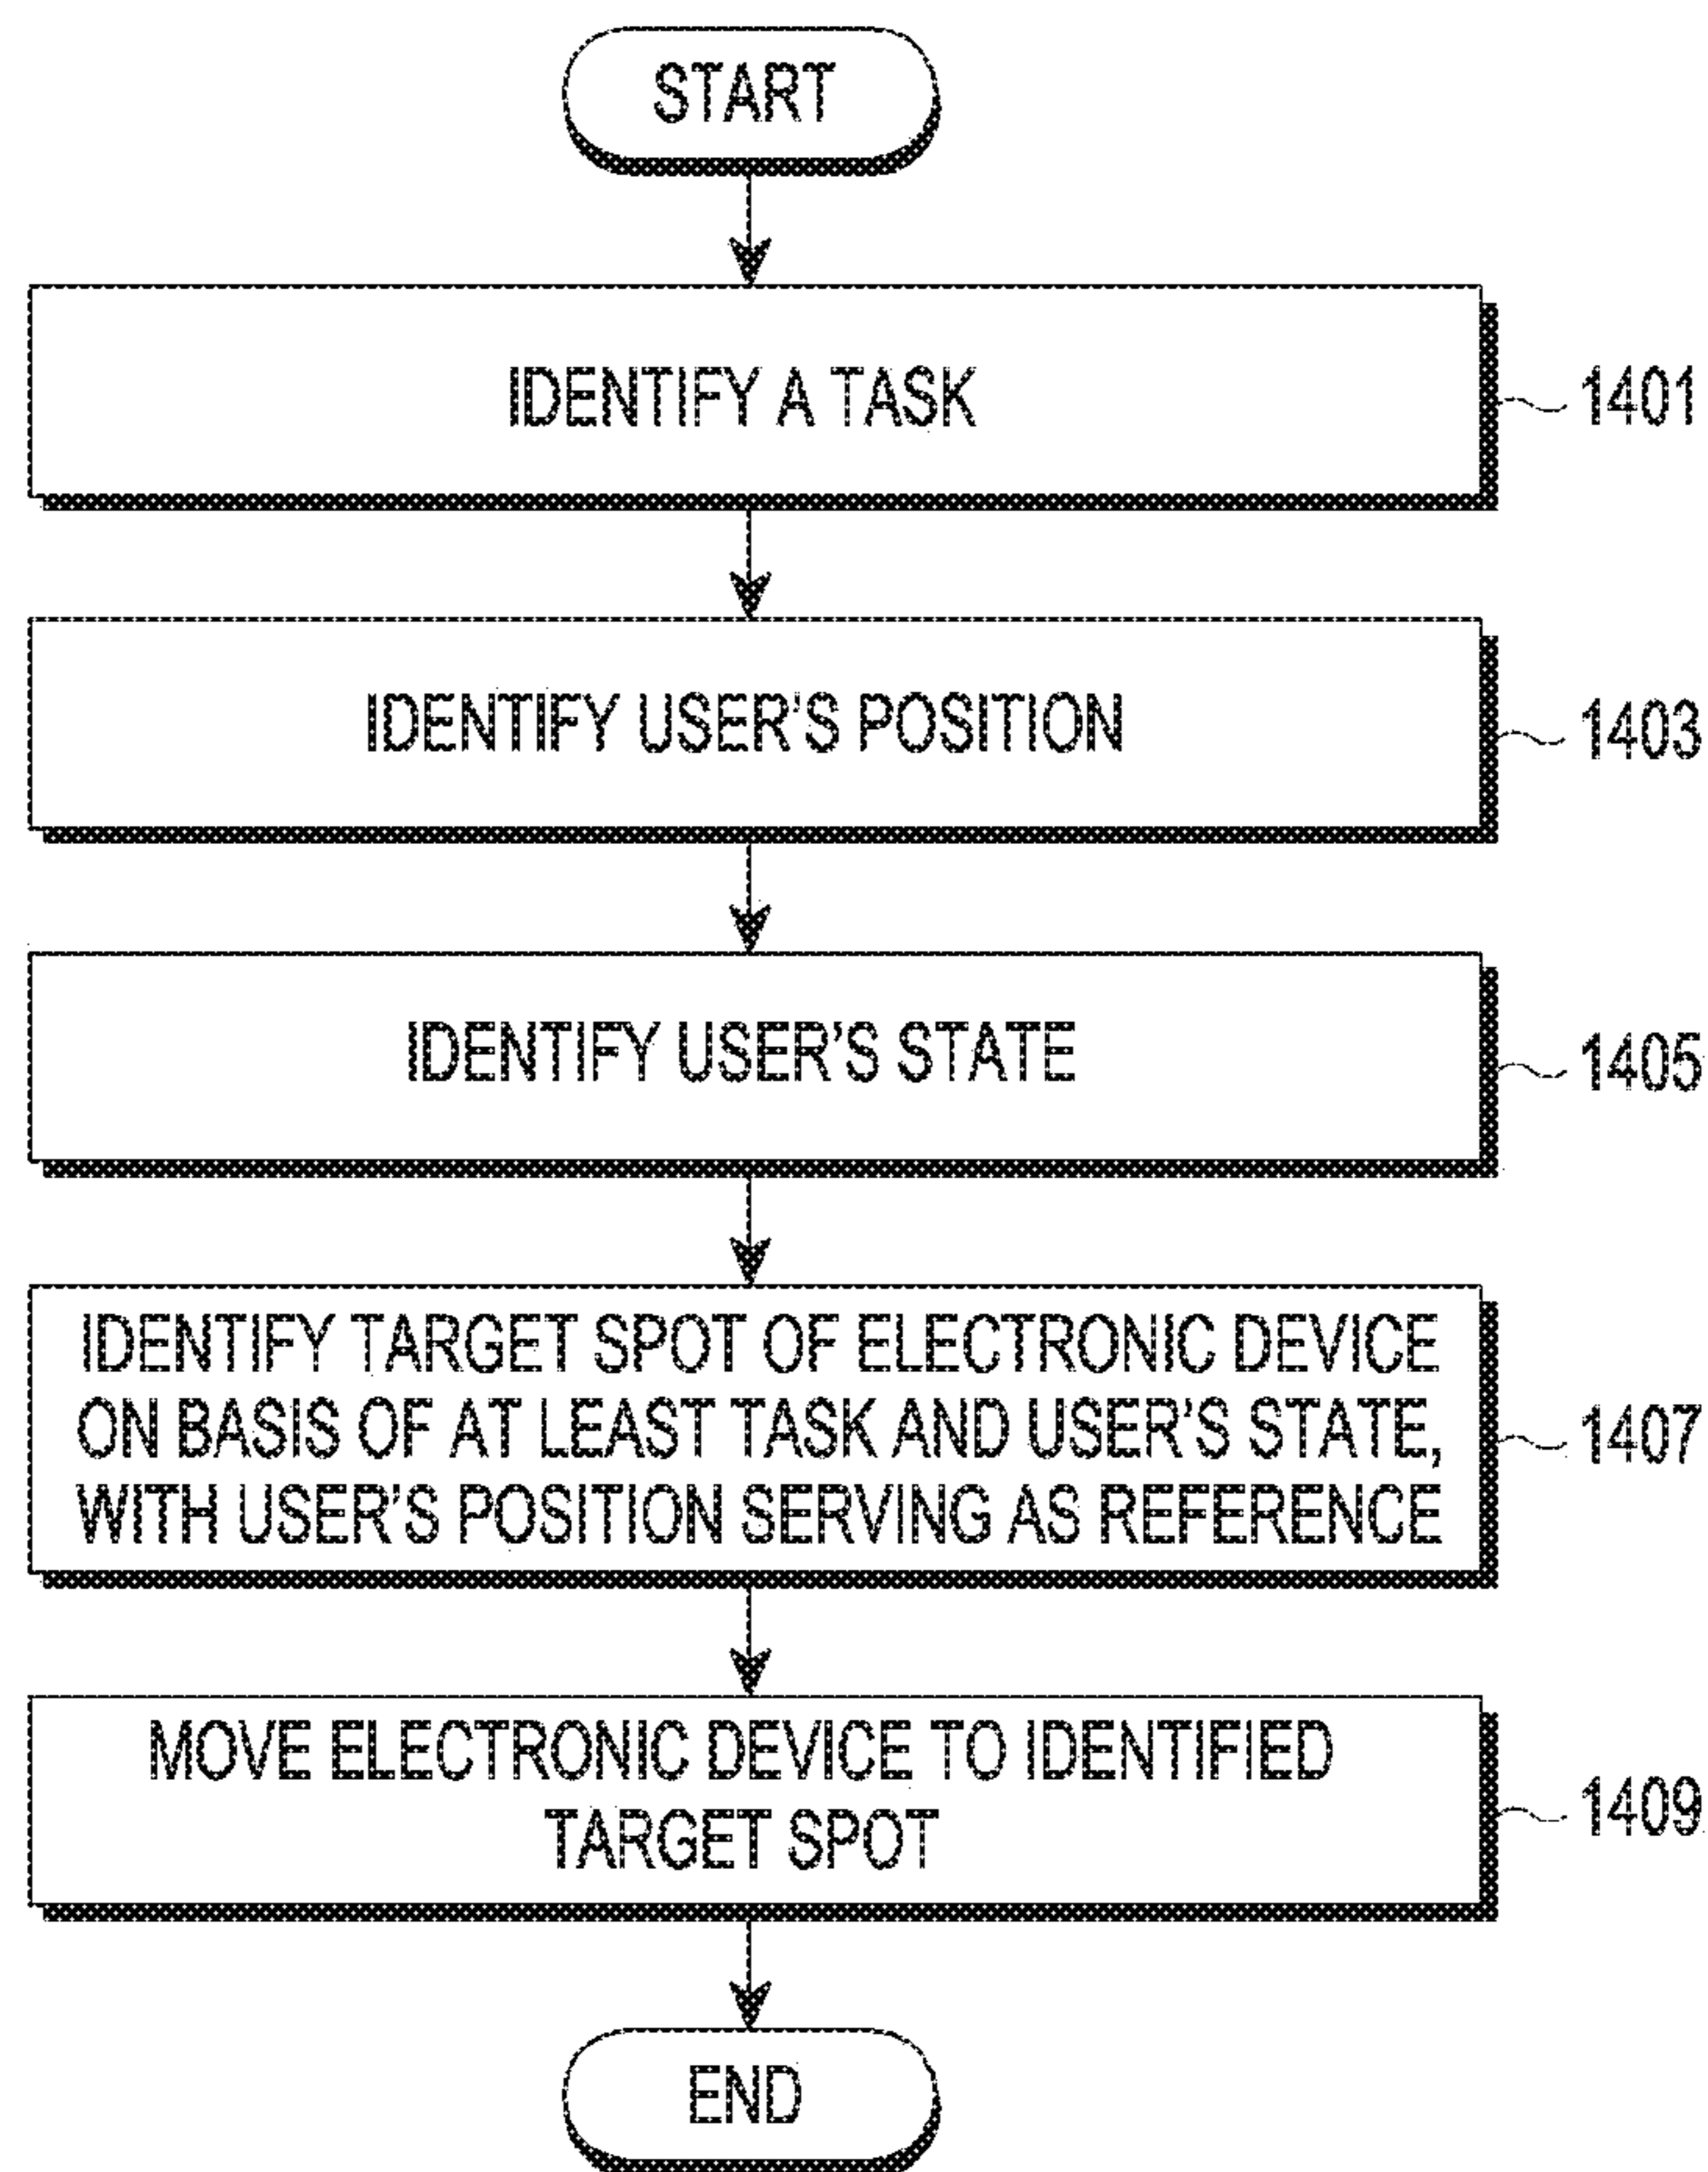 START
IDENTIFY A TASK
1401
IDENTIFY USER'S POSITION
1403
IDENTIFY USER'S STATE
1405
IDENTIFY TARGET SPOT OF ELECTRONIC DEVICE
ON BASIS OF AT LEAST TASK AND USER'S STATE,
WITH USER'S POSITION SERVING AS REFERENCE
1407
MOVE ELECTRONIC DEVICE TO IDENTIFIED
TARGET SPOT
1409
END